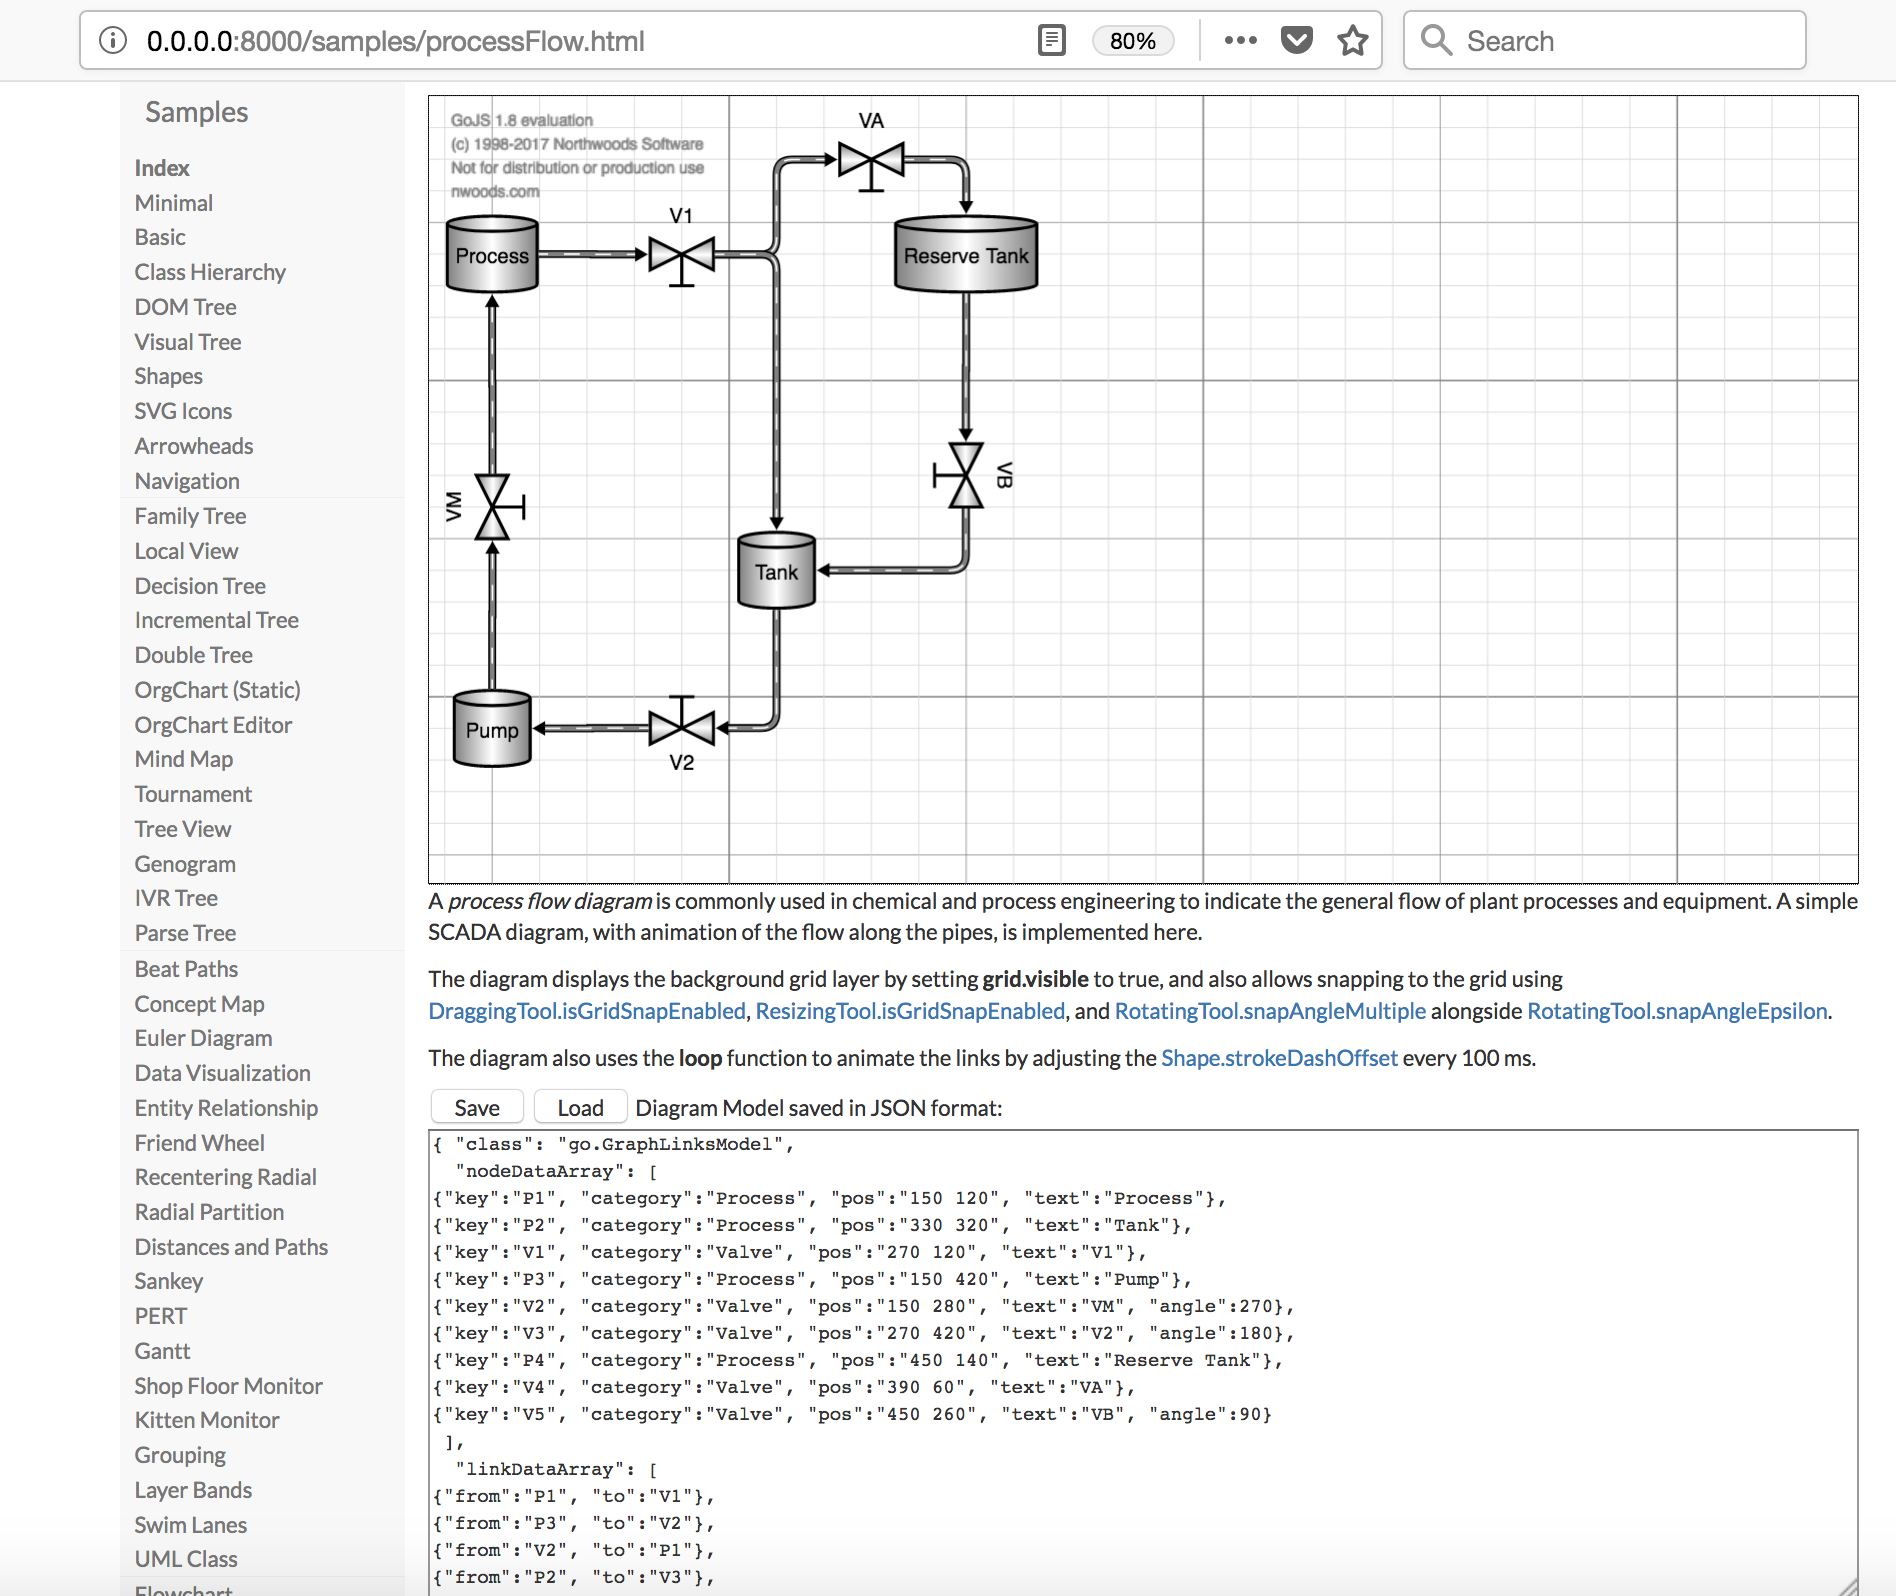 0.0.0.0:8000/samples/processFlow.html
80%
Search
Samples
Index
Minimal
Basic
Class Hierarchy
DOM Tree
Visual Tree
Shapes
SVG Icons
Arrowheads
Navigation
Family Tree
Local View
Decision Tree
Incremental Tree
Double Tree
OrgChart (Static)
OrgChart Editor
Mind Map
Tournament
Tree View
Genogram
IVR Tree
Parse Tree
Beat Paths
Concept Map
Euler Diagram
Data Visualization
Entity Relationship
Friend Wheel
Recentering Radial
Radial Partition
Distances and Paths
Sankey
PERT
Gantt
Shop Floor Monitor
Kitten Monitor
Grouping
Layer Bands
Swim Lanes
UML Class
Flowchart
GoJS 1.8 evaluation
(c) 1998-2017 Northwoods Software
Not for distribution or production use
nwoods.com
VA
V1
Process
Reserve Tank
VB
VM
Tank
Pump
V2
A process flow diagram is commonly used in chemical and process engineering to indicate the general flow of plant processes and equipment. A simple
SCADA diagram, with animation of the flow along the pipes, is implemented here.
The diagram displays the background grid layer by setting grid.visible to true, and also allows snapping to the grid using
DraggingTool.isGridSnapEnabled, ResizingTool.isGridSnapEnabled, and RotatingTool.snapAngleMultiple alongside RotatingTool.snapAngleEpsilon.
The diagram also uses the loop function to animate the links by adjusting the Shape.strokeDashOffset every 100 ms.
Save Load Diagram Model saved in JSON format:
{ "class": "go.GraphLinksModel",
"nodeDataArray": [
{"key":"P1", "category":"Process", "pos":"150 120", "text":"Process"},
{"key":"P2", "category":"Process", "pos":"330 320", "text":"Tank"},
{"key":"V1", "category":"Valve", "pos":"270 120", "text":"V1"},
{"key":"P3", "category":"Process", "pos":"150 420", "text":"Pump"},
{"key":"V2", "category":"Valve", "pos":"150 280", "text":"VM", "angle":270},
{"key":"V3", "category":"Valve", "pos":"270 420", "text":"V2", "angle":180},
{"key":"P4", "category":"Process", "pos":"450 140", "text":"Reserve Tank"},
{"key":"V4", "category":"Valve", "pos":"390 60", "text":"VA"},
{"key":"V5", "category":"Valve", "pos":"450 260", "text":"VB", "angle":90}
],
"linkDataArray": [
{"from":"P1", "to":"V1"},
{"from":"P3", "to":"V2"},
{"from":"V2", "to":"P1"},
{"from":"P2", "to":"V3"},